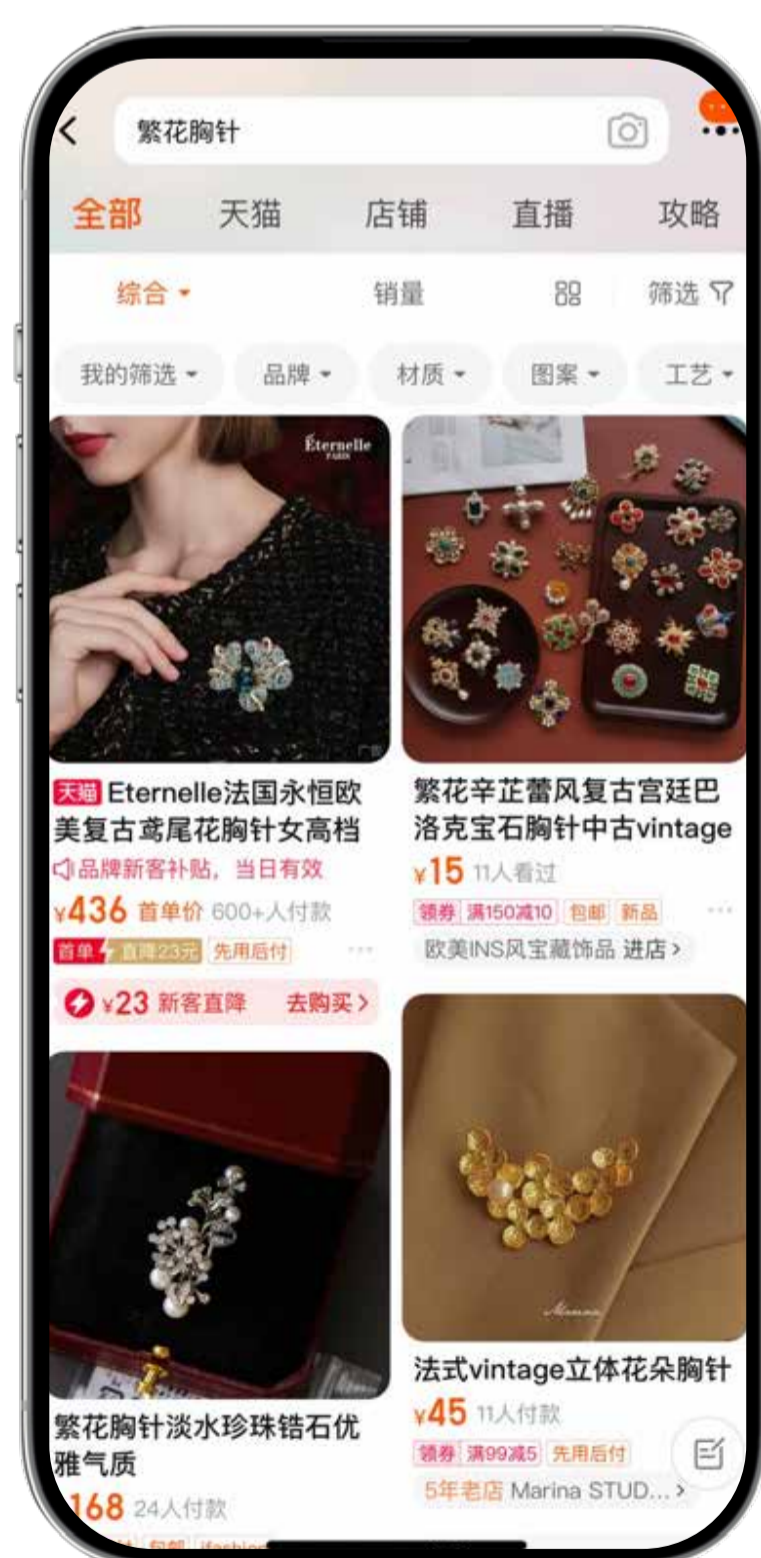 繁花胸针
全部 天猫 店铺 直播 攻略
综合 销量 筛选
我的筛选 品牌 材质 图案 工艺
Éternelle
PARIS
广告
天猫 Eternelle法国永恒欧
美复古鸢尾花胸针女高档
品牌新客补贴，当日有效
¥436 首单价 600+人付款
首单 直降23元 先用后付
¥23 新客直降 去购买 >
繁花胸针淡水珍珠锆石优
雅气质
168 24人付款
包邮 ifashion
繁花辛芷蕾风复古宫廷巴
洛克宝石胸针中古vintage
¥15 11人看过
领券 满150减10 包邮 新品
欧美INS风宝藏饰品 进店 >
法式vintage立体花朵胸针
¥45 11人付款
领券 满99减5 先用后付
5年老店 Marina STUD... >